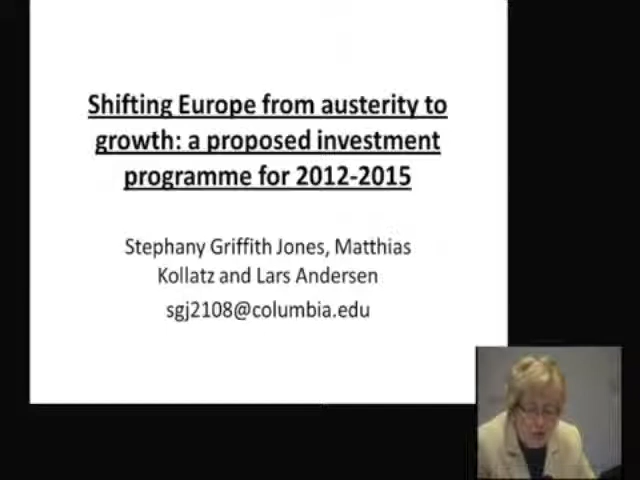 Shifting Europe from austerity to
growth: a proposed investment
programme for 2012-2015
Stephany Griffith Jones, Matthias
Kollatz and Lars Andersen
sgj2108@columbia.edu